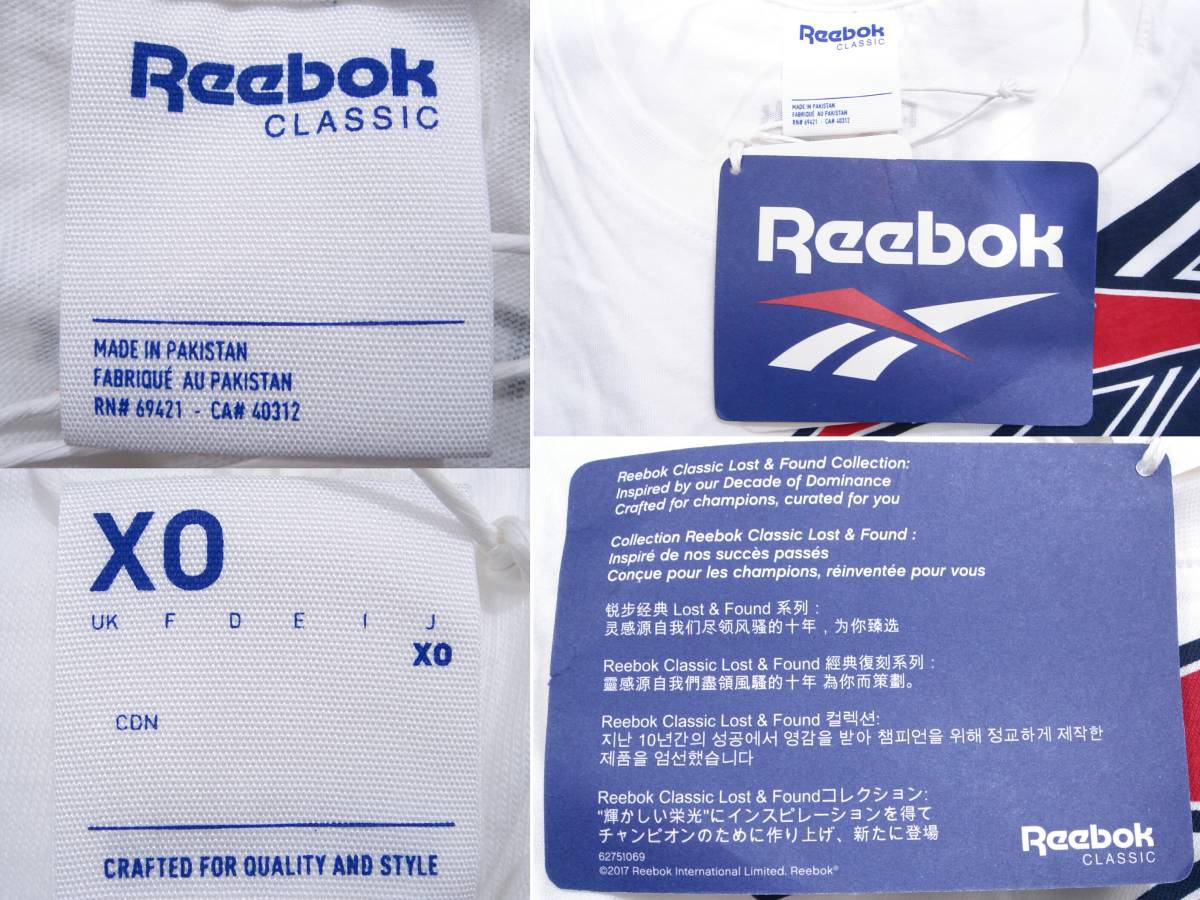 Reebok
CLASSIC
MADE IN PAKISTAN
FABRIQUÉ AU PAKISTAN
RN# 69421 - CA# 40312
Reebok
CLASSIC
MADE IN PAKISTAN
FABRIQUÉ AU PAKISTAN
RN# 69421 - CA# 40312
Reebok
XO
UK F D E I J
XO
CDN
CRAFTED FOR QUALITY AND STYLE
Reebok Classic Lost & Found Collection:
Inspired by our Decade of Dominance
Crafted for champions, curated for you
Collection Reebok Classic Lost & Found :
Inspiré de nos succès passés
Conçue pour les champions, réinventée pour vous
锐步经典 Lost & Found 系列：
灵感源自我们尽领风骚的十年，为你臻选
Reebok Classic Lost & Found 經典復刻系列：
靈感源自我們盡領風騷的十年 為你而策劃。
Reebok Classic Lost & Found 컬렉션:
지난 10년간의 성공에서 영감을 받아 챔피언을 위해 정교하게 제작한
제품을 엄선했습니다
Reebok Classic Lost & Foundコレクション:
"輝かしい栄光"にインスピレーションを得て
チャンピオンのために作り上げ、新たに登場
62751069
©2017 Reebok International Limited. Reebok®
Reebok
CLASSIC